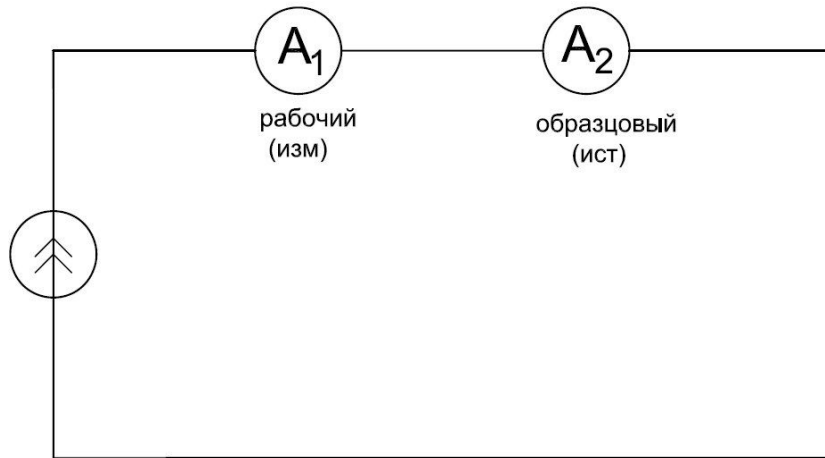 A₁
рабочий
(изм)
A₂
образцовый
(ист)